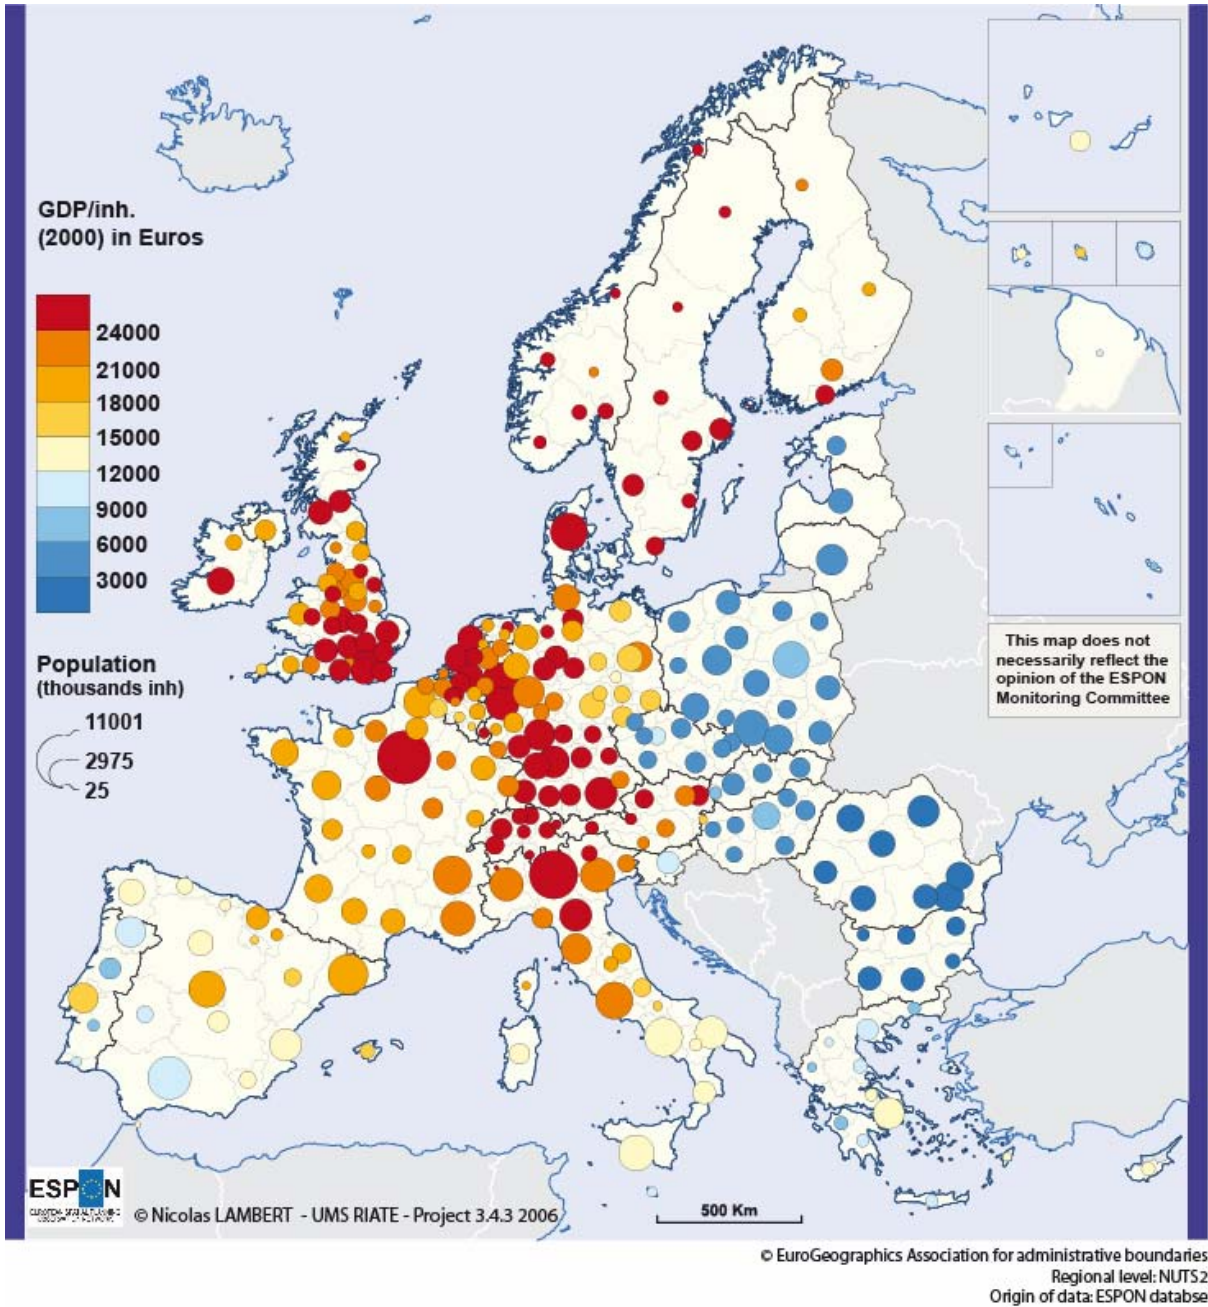 GDP/inh.
(2000) in Euros
24000
21000
18000
15000
12000
9000
6000
3000
Population
(thousands inh)
11001
2975
25
This map does not
necessarily reflect the
opinion of the ESPON
Monitoring Committee
ESPON
© Nicolas LAMBERT - UMS RIATE - Project 3.4.3 2006
500 Km
© EuroGeographics Association for administrative boundaries
Regional level: NUTS2
Origin of data: ESPON databse